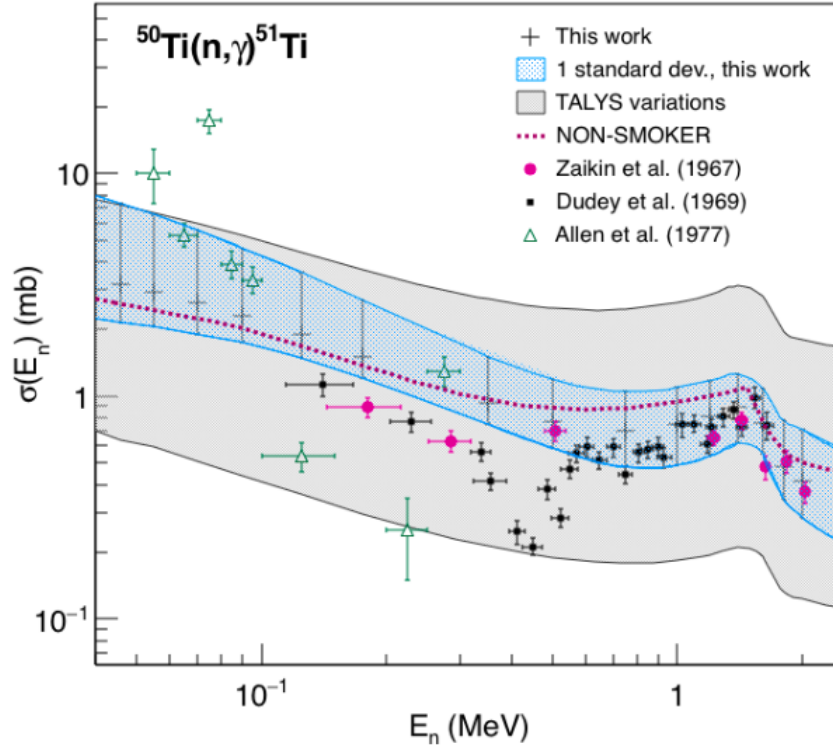 ⁵⁰Ti(n,γ)⁵¹Ti
This work
1 standard dev., this work
TALYS variations
NON-SMOKER
Zaikin et al. (1967)
Dudey et al. (1969)
Allen et al. (1977)
σ(Eₙ) (mb)
10
1
10⁻¹
10⁻¹
1
Eₙ (MeV)